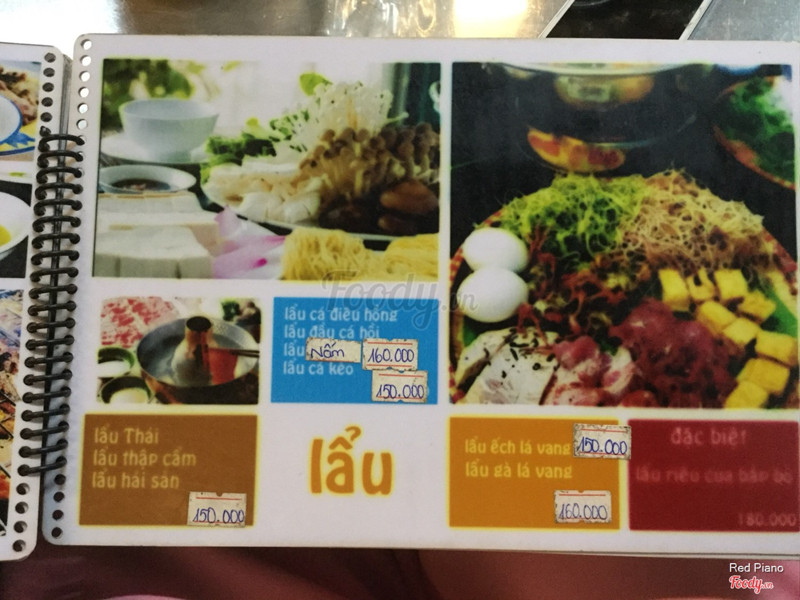 lẩu cá điêu hồng
lẩu đầu cá hồi
lẩu NẤM 160.000
lẩu cá kèo
150.000
lẩu Thái
lẩu thập cẩm
lẩu hải sản
150.000
lẩu
lẩu ếch lá vang 150.000
lẩu gà lá vang
160.000
đặc biệt
lẩu riêu cua bắp bò
180.000
Foody.vn
Red Piano
Foody.vn